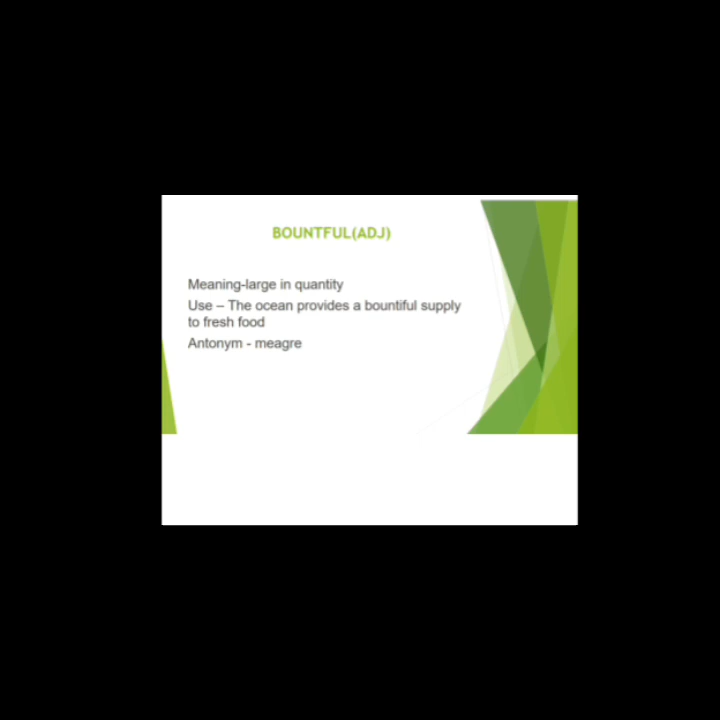 BOUNTFUL(ADJ)
Meaning-large in quantity
Use – The ocean provides a bountiful supply
to fresh food
Antonym - meagre